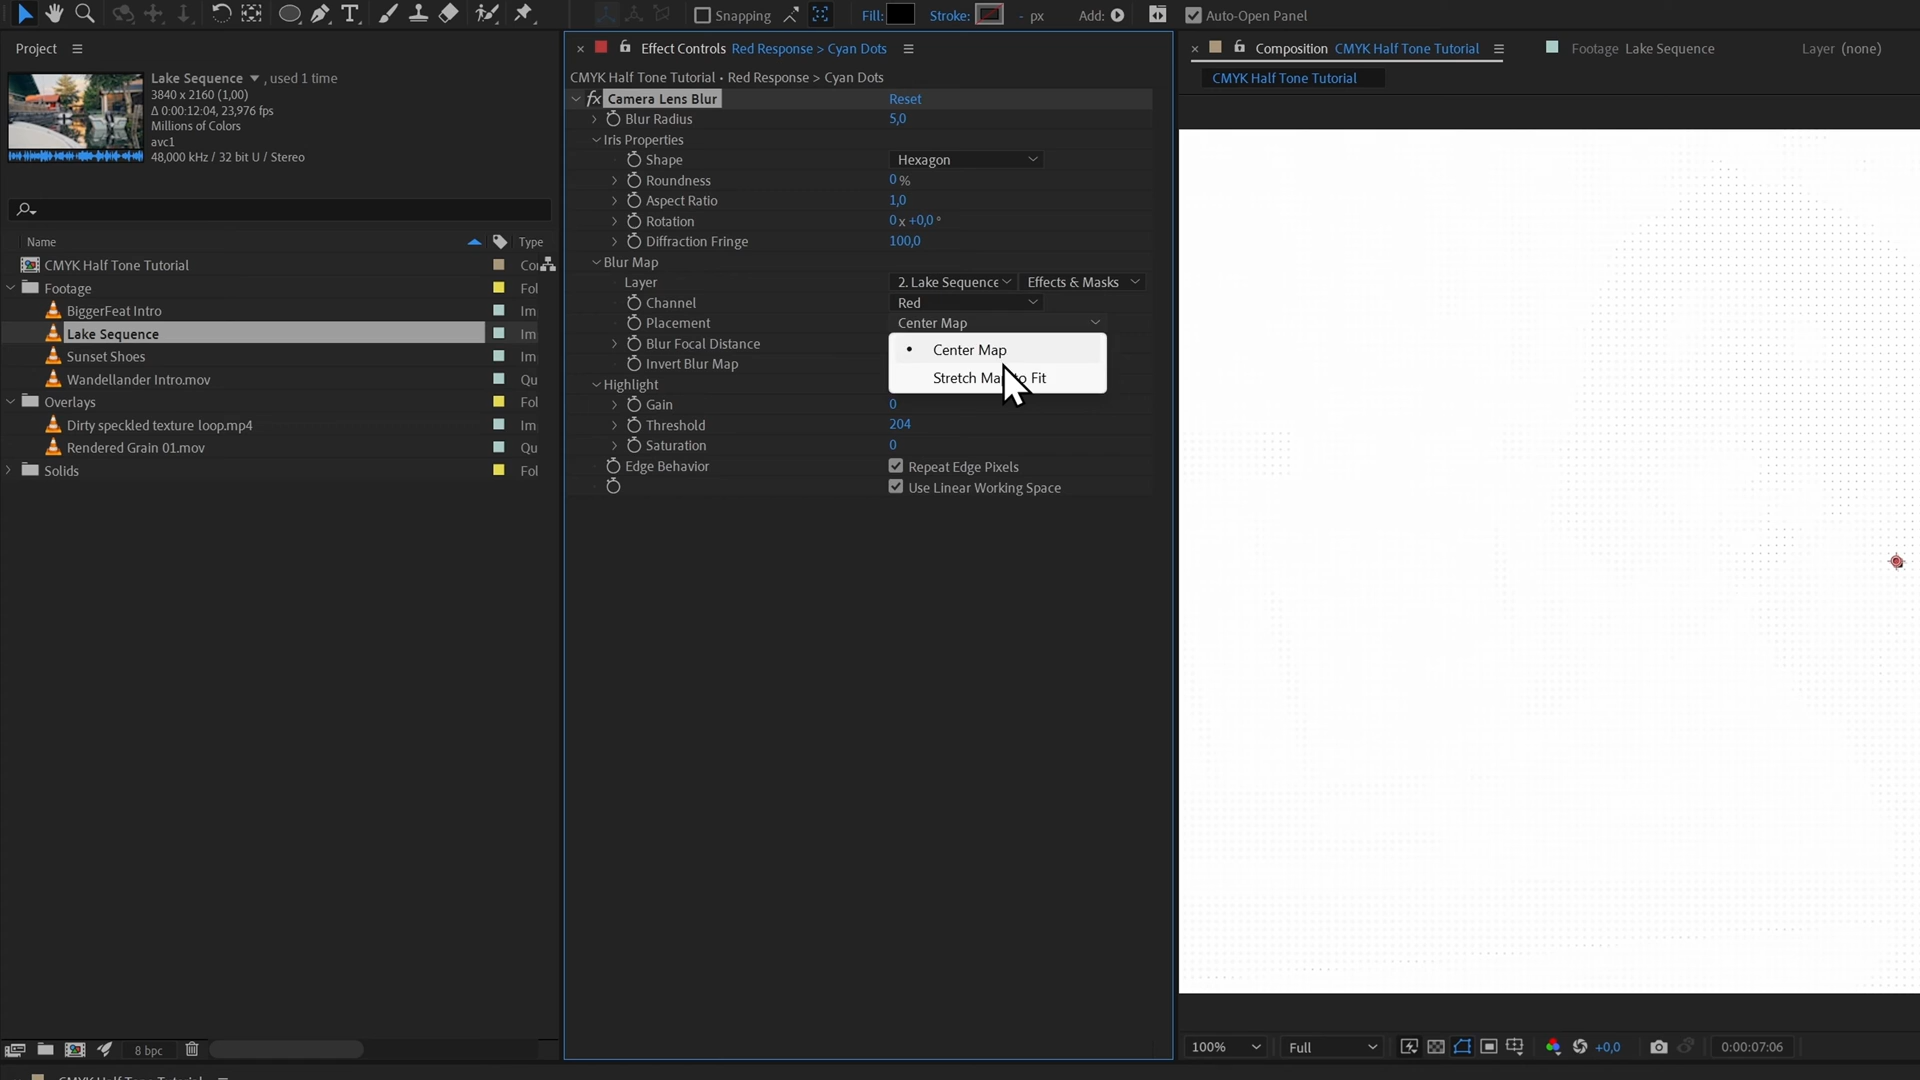 Snapping
Fill:
Stroke:
- px
Add:
Auto-Open Panel
Project
Lake Sequence , used 1 time
3840 x 2160 (1,00)
Δ 0:00:12:04, 23,976 fps
Millions of Colors
avc1
48,000 kHz / 32 bit U / Stereo
Name
Type
CMYK Half Tone Tutorial
Co
Footage
Fol
BiggerFeat Intro
Im
Lake Sequence
Im
Sunset Shoes
Im
Wandellander Intro.mov
Qu
Overlays
Fol
Dirty speckled texture loop.mp4
Im
Rendered Grain 01.mov
Qu
Solids
Fol
8 bpc
Effect Controls Red Response > Cyan Dots
CMYK Half Tone Tutorial • Red Response > Cyan Dots
fx Camera Lens Blur
Reset
Blur Radius
5,0
Iris Properties
Shape
Hexagon
Roundness
0 %
Aspect Ratio
1,0
Rotation
0 x +0,0 °
Diffraction Fringe
100,0
Blur Map
Layer
2. Lake Sequence
Effects & Masks
Channel
Red
Placement
Center Map
Blur Focal Distance
Center Map
Invert Blur Map
Stretch Map to Fit
Highlight
Gain
0
Threshold
204
Saturation
0
Edge Behavior
Repeat Edge Pixels
Use Linear Working Space
Composition CMYK Half Tone Tutorial
Footage Lake Sequence
Layer (none)
CMYK Half Tone Tutorial
100%
Full
+0,0
0:00:07:06